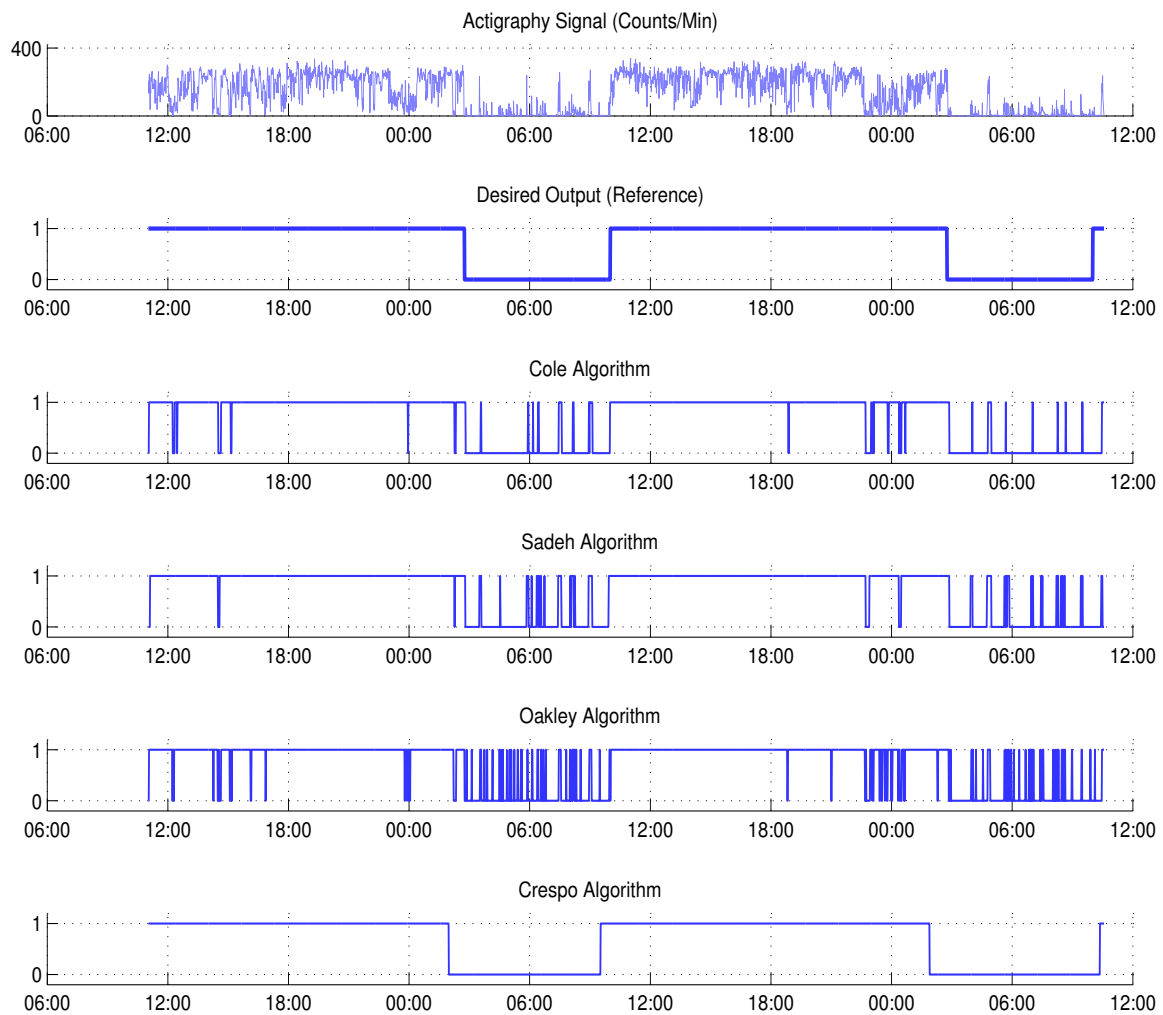 Actigraphy Signal (Counts/Min)
400
0
06:00 12:00 18:00 00:00 06:00 12:00 18:00 00:00 06:00 12:00
Desired Output (Reference)
1
0
06:00 12:00 18:00 00:00 06:00 12:00 18:00 00:00 06:00 12:00
Cole Algorithm
1
0
06:00 12:00 18:00 00:00 06:00 12:00 18:00 00:00 06:00 12:00
Sadeh Algorithm
1
0
06:00 12:00 18:00 00:00 06:00 12:00 18:00 00:00 06:00 12:00
Oakley Algorithm
1
0
06:00 12:00 18:00 00:00 06:00 12:00 18:00 00:00 06:00 12:00
Crespo Algorithm
1
0
06:00 12:00 18:00 00:00 06:00 12:00 18:00 00:00 06:00 12:00